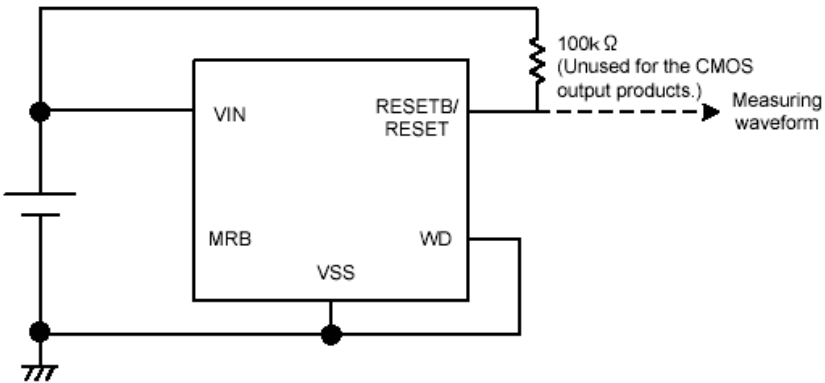 100k Ω
(Unused for the CMOS
output products.)
VIN
RESETB/
RESET
Measuring
waveform
MRB
WD
VSS